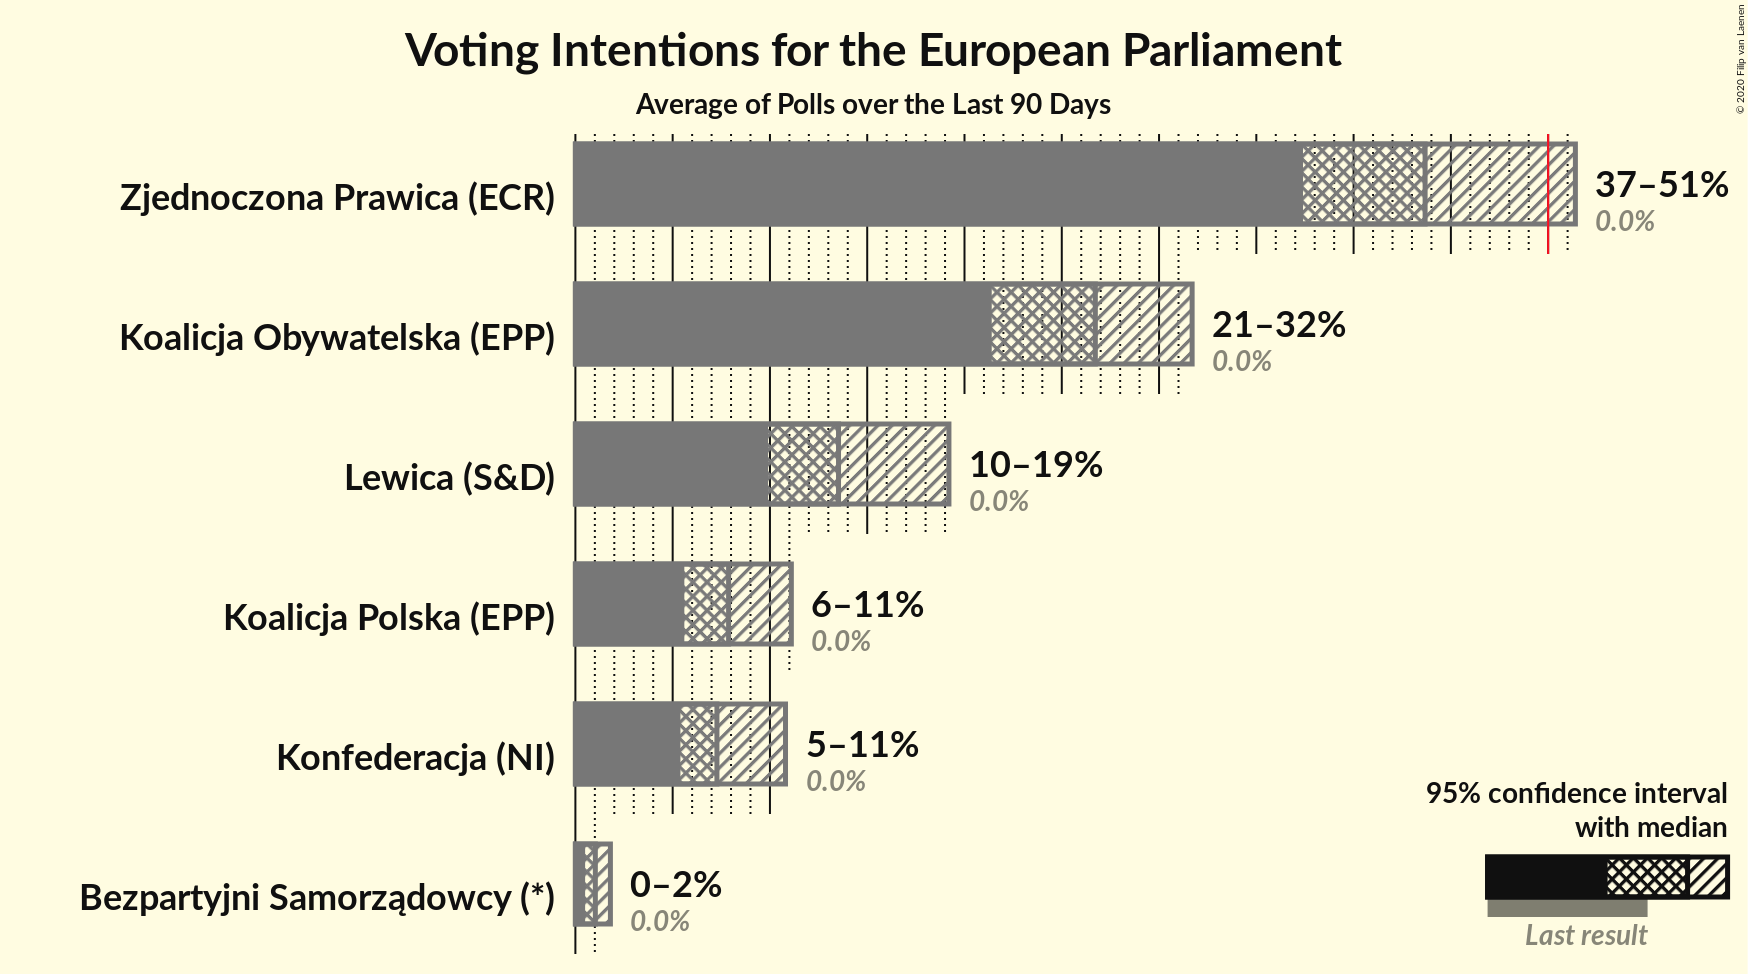 © 2020 Filip van Laenen
Voting Intentions for the European Parliament
Average of Polls over the Last 90 Days
Zjednoczona Prawica (ECR)
37–51%
0.0%
Koalicja Obywatelska (EPP)
21–32%
0.0%
Lewica (S&D)
10–19%
0.0%
Koalicja Polska (EPP)
6–11%
0.0%
Konfederacja (NI)
5–11%
0.0%
Bezpartyjni Samorządowcy (*)
0–2%
0.0%
95% confidence interval
with median
Last result